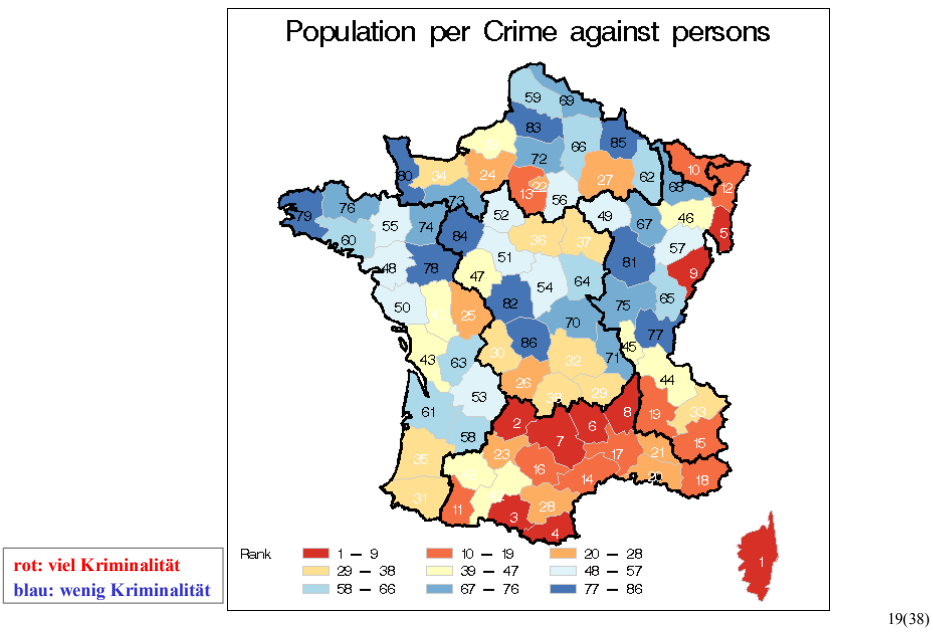 Population per Crime against persons
59 69
83
85
66
72
10
80 34 24 27 62
22 68 12
13
73 56
76
79 52 49
46
55 74 67
5
60 84 36 37
57
51
48 78 81
47 9
64
54
65
50 82 75
25
70
86 77
45
30 43 63 32 71
44
26
29
53 38
61 19 33
2 8
6
58 7 15
23 21
35 17
16
14 18
31 28
11 3
4
1
Rank 1 – 9 10 – 19 20 – 28
29 – 38 39 – 47 48 – 57
58 – 66 67 – 76 77 – 86
rot: viel Kriminalität
blau: wenig Kriminalität
19(38)